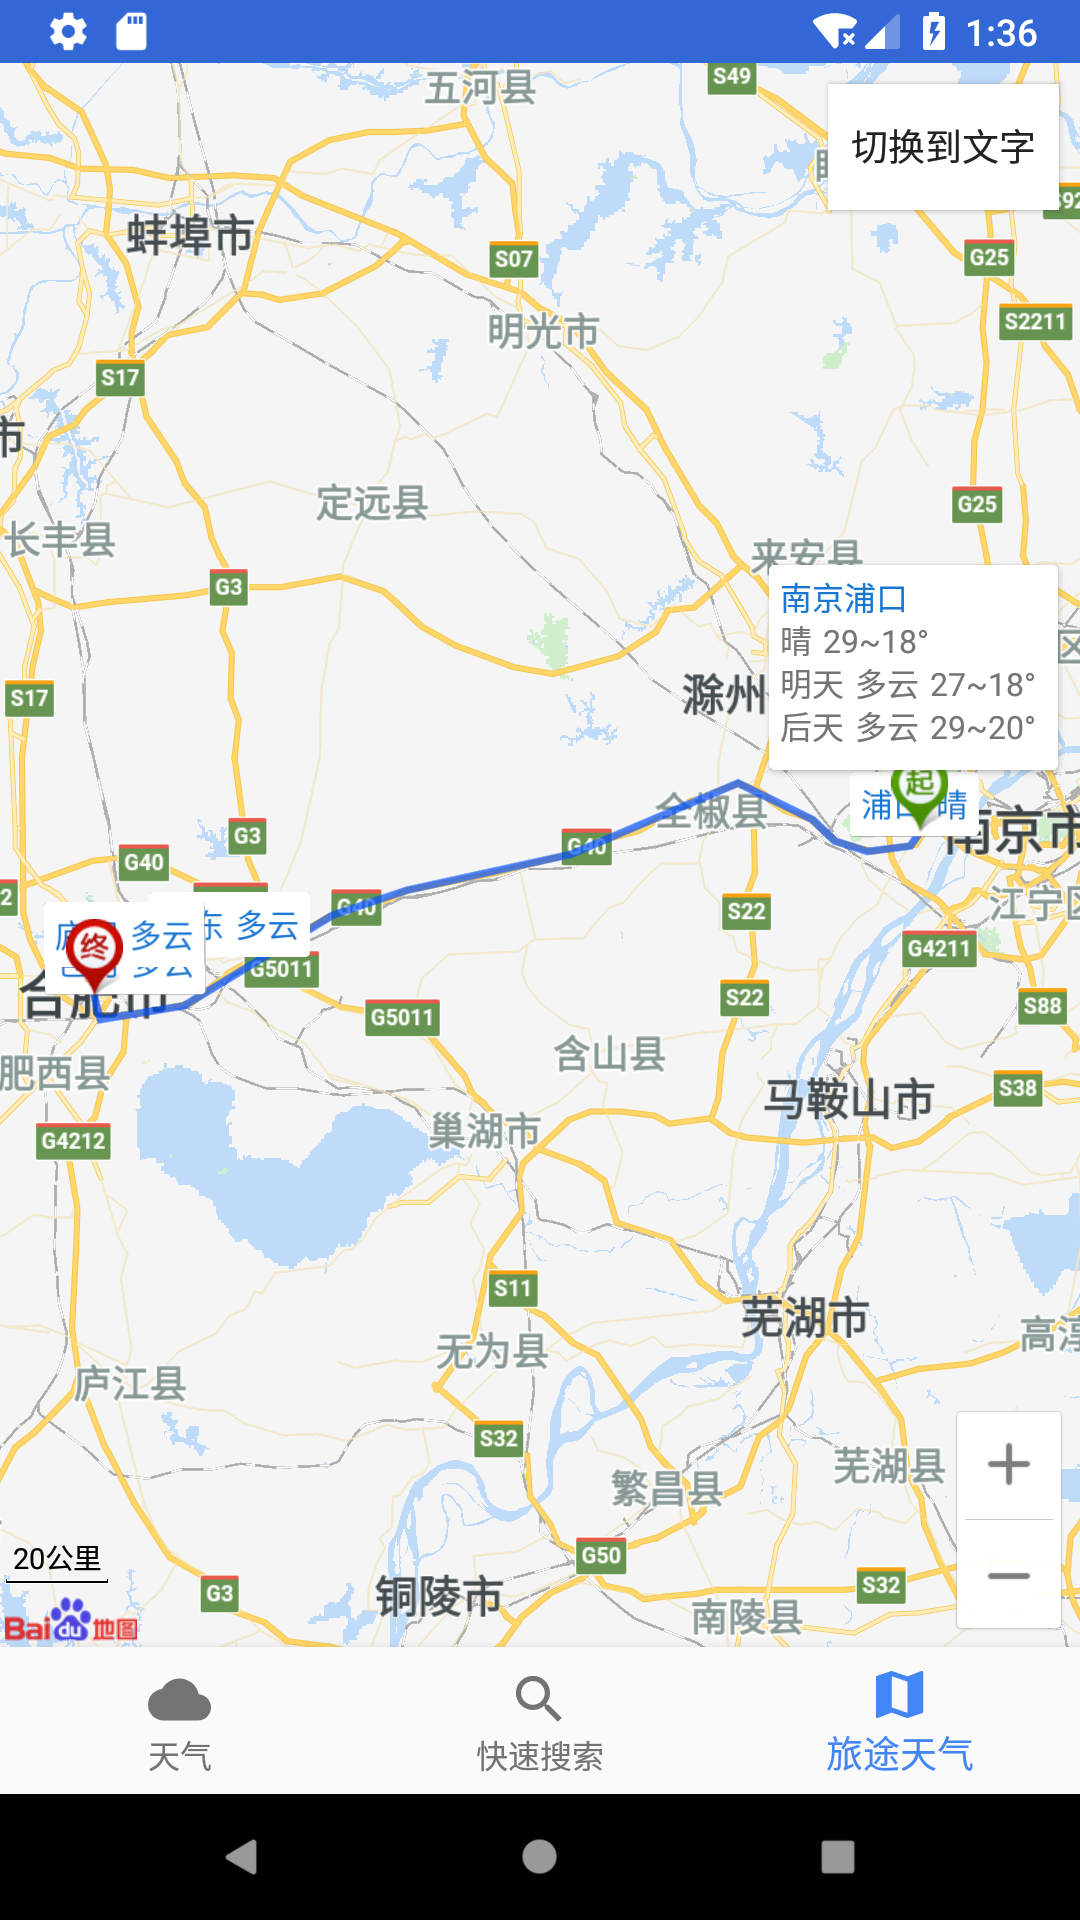 1:36
五河县
S49
切换到文字
S92
蚌埠市
S07
G25
S2211
明光市
S17
市
定远县
G25
长丰县
来安县
G3
南京浦口
晴 29~18°
明天 多云 27~18°
后天 多云 29~20°
区
S17
滁州
起
浦口 晴
全椒县
南京市
G3
G40
G40
2
G40
东 多云
多云
终
S22
江宁区
G4211
G5011
合肥市
S22
S88
G5011
肥西县
含山县
马鞍山市
S38
巢湖市
G4212
S11
芜湖市
无为县
高淳
庐江县
S32
芜湖县
繁昌县
20公里
G50
G3
铜陵市
S32
南陵县
Bai du 地图
天气
快速搜索
旅途天气